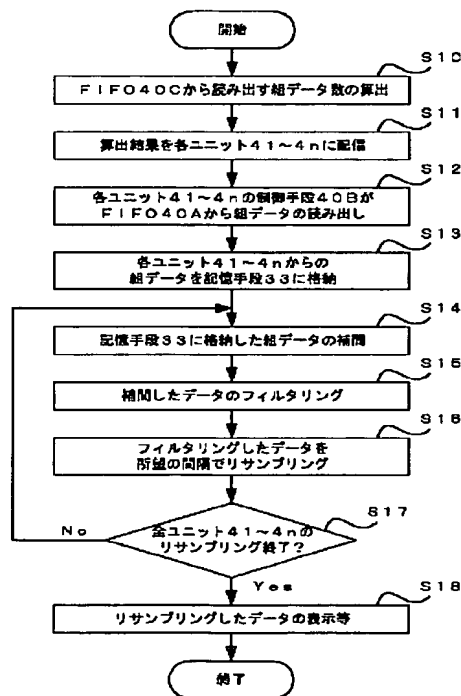 開始
S10
FIFO40Cから読み出す組データ数の算出
S11
算出結果を各ユニット41〜4nに配信
S12
各ユニット41〜4nの制御手段40Bが
FIFO40Aから組データの読み出し
S13
各ユニット41〜4nからの
組データを記憶手段33に格納
S14
記憶手段33に格納した組データの補間
S15
補間したデータのフィルタリング
S16
フィルタリングしたデータを
所望の間隔でリサンプリング
S17
全ユニット41〜4nの
リサンプリング終了?
No
Yes
S18
リサンプリングしたデータの表示等
終了